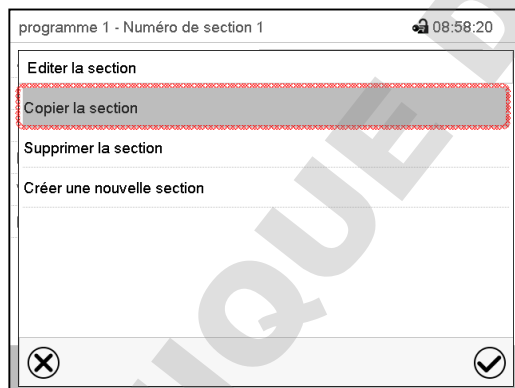 programme 1 - Numéro de section 1 08:58:20
Editer la section
Copier la section
Supprimer la section
Créer une nouvelle section
QUE D